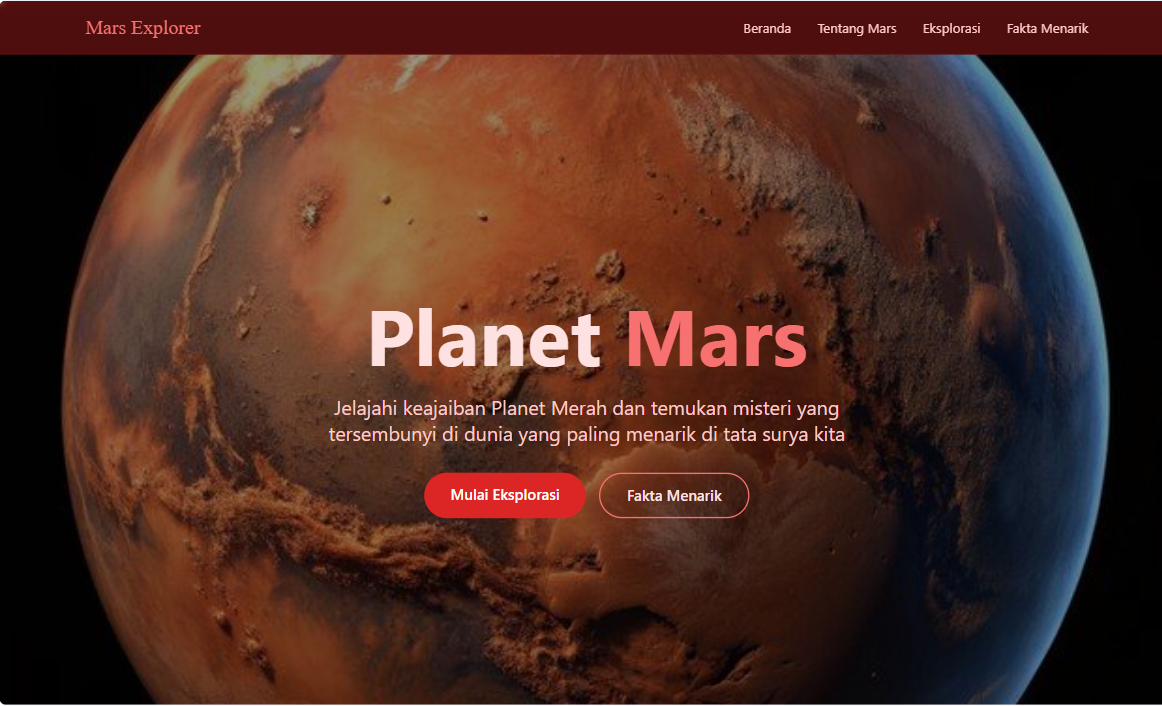 Mars Explorer
Beranda Tentang Mars Eksplorasi Fakta Menarik
Planet Mars
Jelajahi keajaiban Planet Merah dan temukan misteri yang
tersembunyi di dunia yang paling menarik di tata surya kita
Mulai Eksplorasi
Fakta Menarik